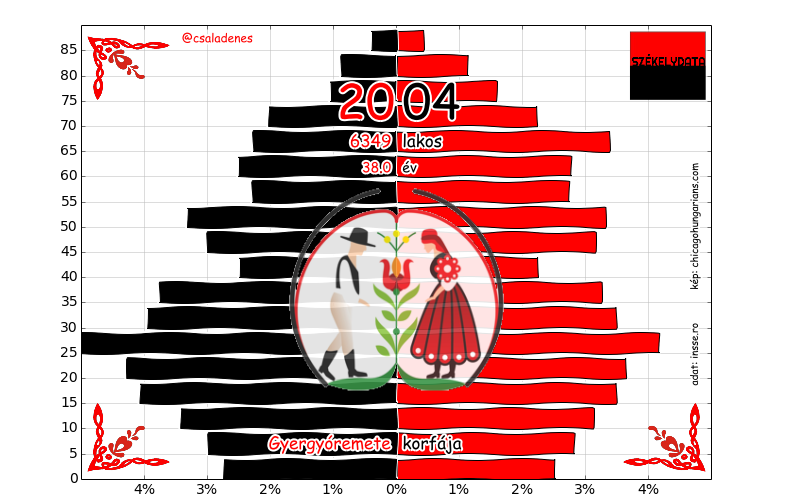 @csaladenes
SZÉKELYDATA
2004
6349 lakos
38.0 év
kép: chicagohungarians.com
adat: insse.ro
Gyergyóremete korfája
85
80
75
70
65
60
55
50
45
40
35
30
25
20
15
10
5
0
4% 3% 2% 1% 0% 1% 2% 3% 4%